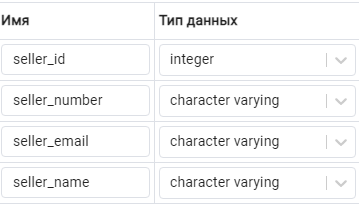 Имя Тип данных
seller_id integer
seller_number character varying
seller_email character varying
seller_name character varying